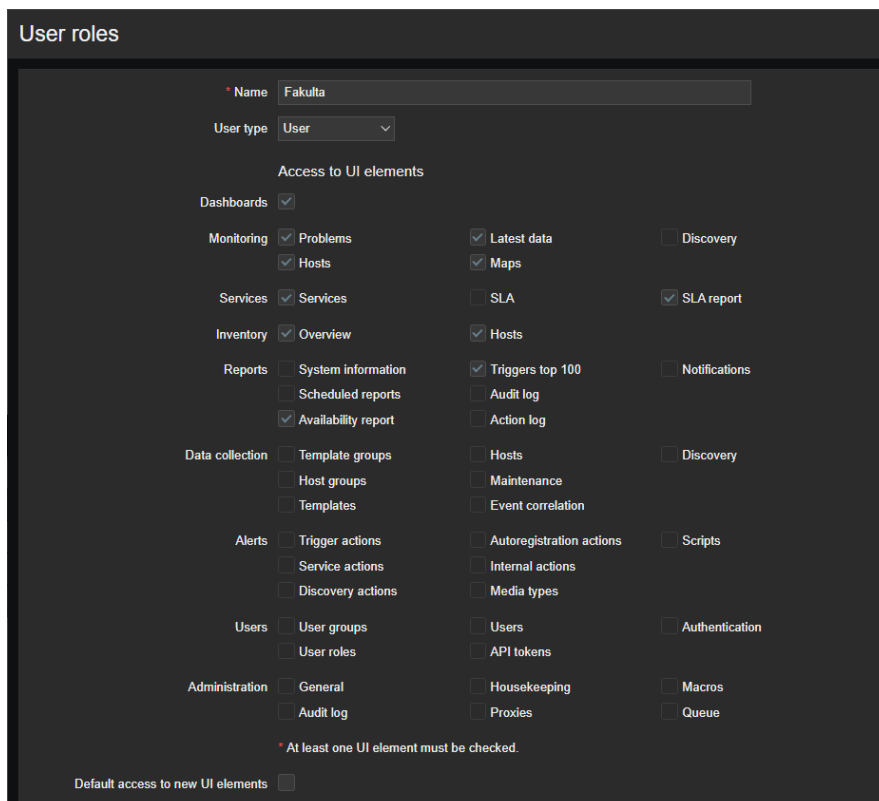 User roles
* Name Fakulta
User type User
Access to UI elements
Dashboards
Monitoring Problems Latest data Discovery
Hosts Maps
Services Services SLA SLA report
Inventory Overview Hosts
Reports System information Triggers top 100 Notifications
Scheduled reports Audit log
Availability report Action log
Data collection Template groups Hosts Discovery
Host groups Maintenance
Templates Event correlation
Alerts Trigger actions Autoregistration actions Scripts
Service actions Internal actions
Discovery actions Media types
Users User groups Users Authentication
User roles API tokens
Administration General Housekeeping Macros
Audit log Proxies Queue
* At least one UI element must be checked.
Default access to new UI elements